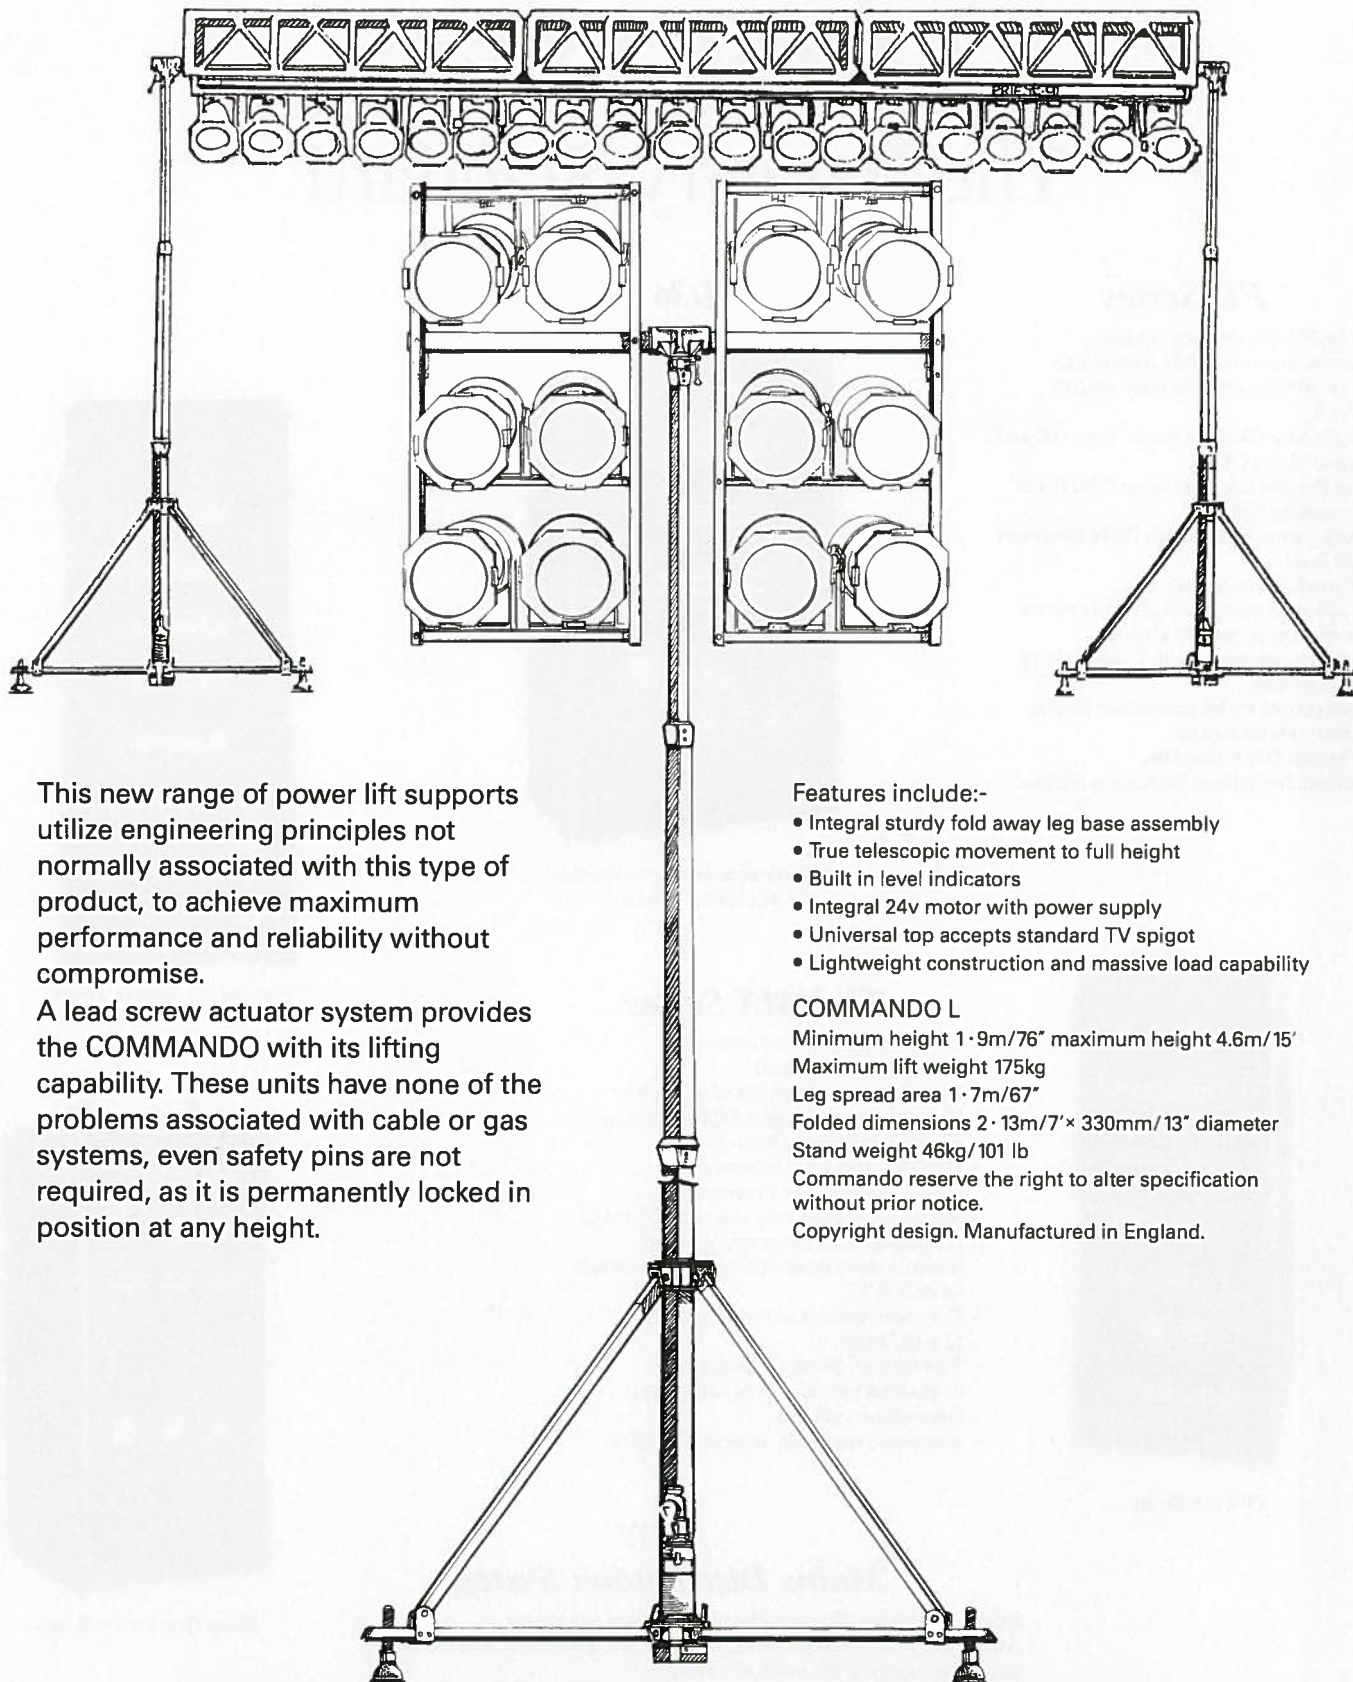 This new range of power lift supports
utilize engineering principles not
normally associated with this type of
product, to achieve maximum
performance and reliability without
compromise.
A lead screw actuator system provides
the COMMANDO with its lifting
capability. These units have none of the
problems associated with cable or gas
systems, even safety pins are not
required, as it is permanently locked in
position at any height.
Features include:-
• Integral sturdy fold away leg base assembly
• True telescopic movement to full height
• Built in level indicators
• Integral 24v motor with power supply
• Universal top accepts standard TV spigot
• Lightweight construction and massive load capability
COMMANDO L
Minimum height 1·9m/76″ maximum height 4.6m/15′
Maximum lift weight 175kg
Leg spread area 1·7m/67″
Folded dimensions 2·13m/7′× 330mm/13″ diameter
Stand weight 46kg/101 lb
Commando reserve the right to alter specification
without prior notice.
Copyright design. Manufactured in England.